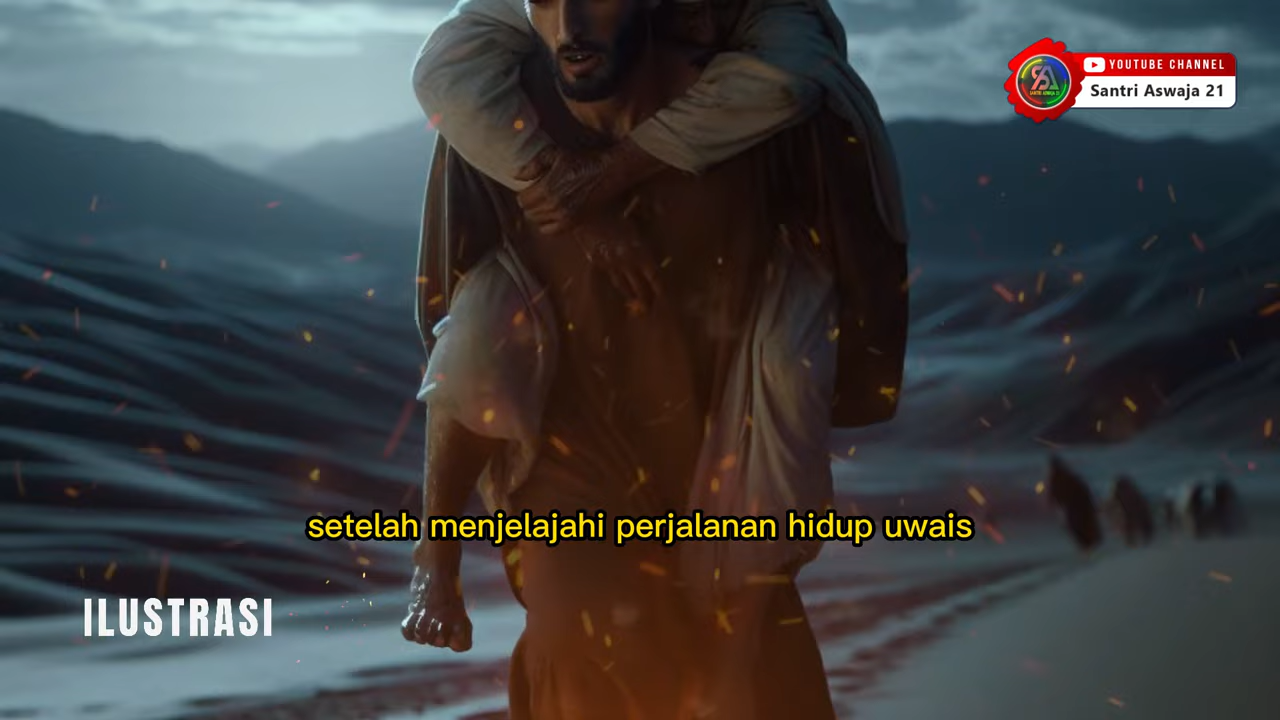 YOUTUBE CHANNEL
Santri Aswaja 21
setelah menjelajahi perjalanan hidup uwais
ILUSTRASI